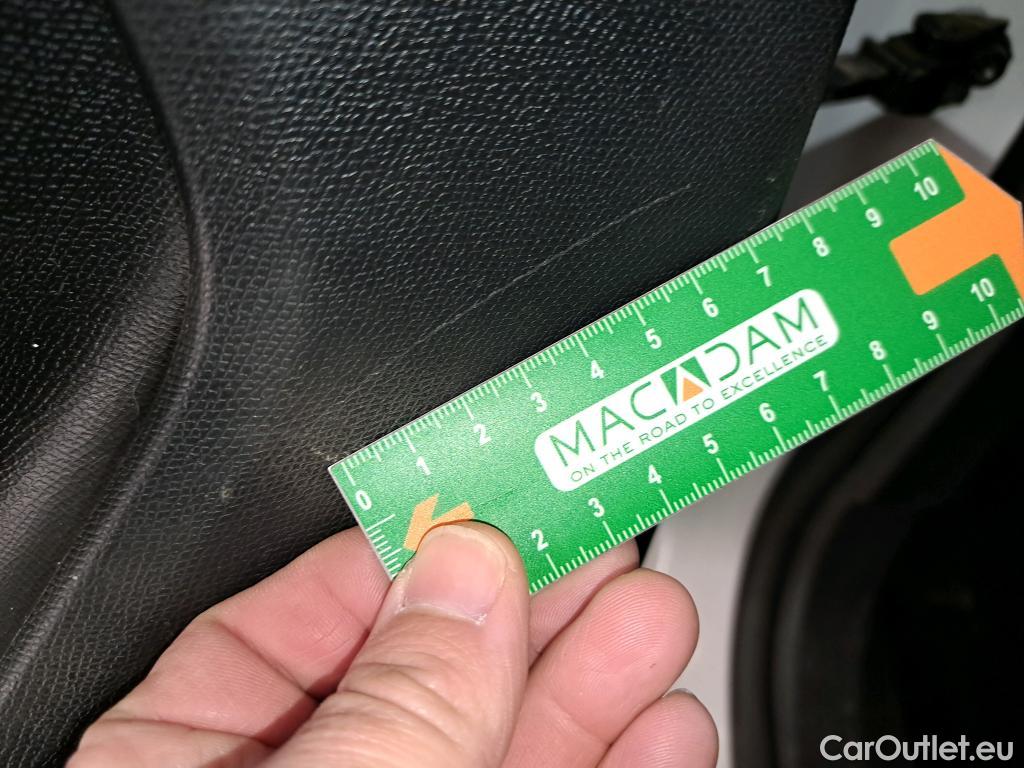 0 1 2 3 4 5 6 7 8 9 10
MACADAM
ON THE ROAD TO EXCELLENCE
2 3 4 5 6 7 8 9 10
CarOutlet.eu